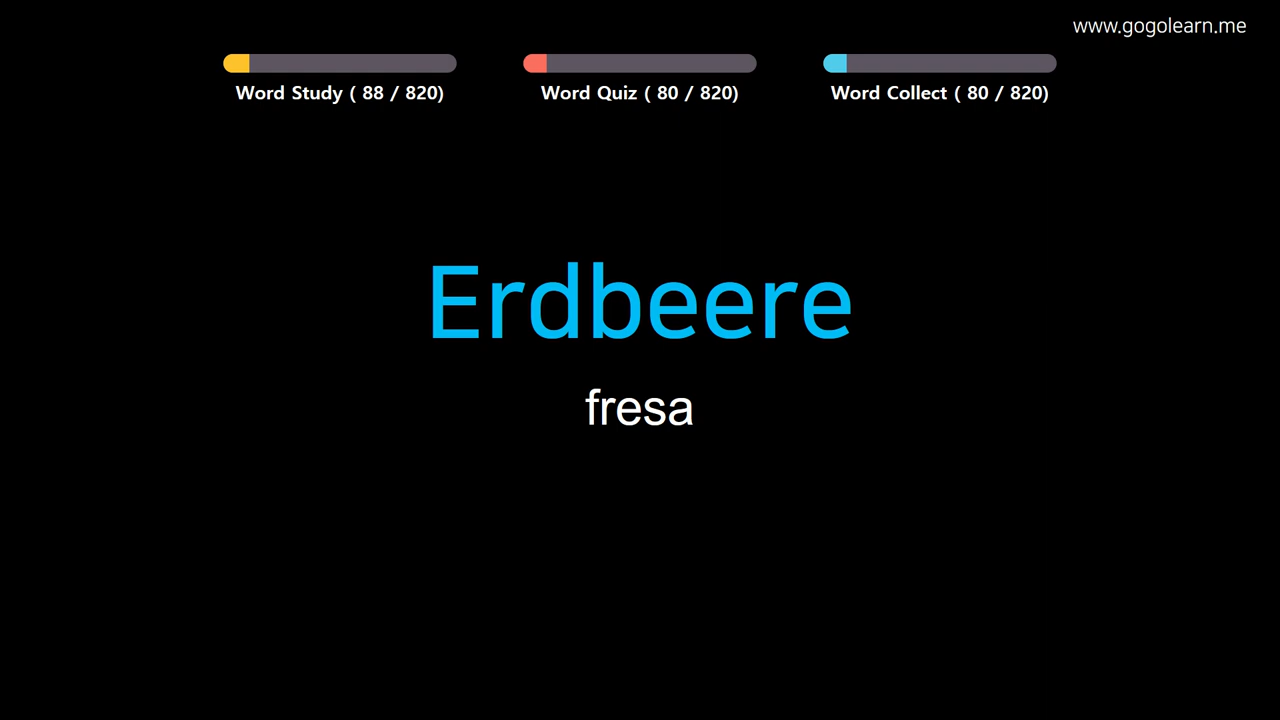 www.gogolearn.me
Word Study ( 88 / 820)
Word Quiz ( 80 / 820)
Word Collect ( 80 / 820)
Erdbeere
fresa